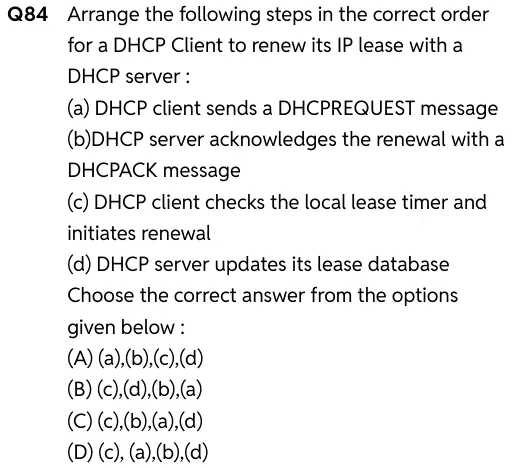 Q84 Arrange the following steps in the correct order
for a DHCP Client to renew its IP lease with a
DHCP server :
(a) DHCP client sends a DHCPREQUEST message
(b)DHCP server acknowledges the renewal with a
DHCPACK message
(c) DHCP client checks the local lease timer and
initiates renewal
(d) DHCP server updates its lease database
Choose the correct answer from the options
given below :
(A) (a),(b),(c),(d)
(B) (c),(d),(b),(a)
(C) (c),(b),(a),(d)
(D) (c), (a),(b),(d)